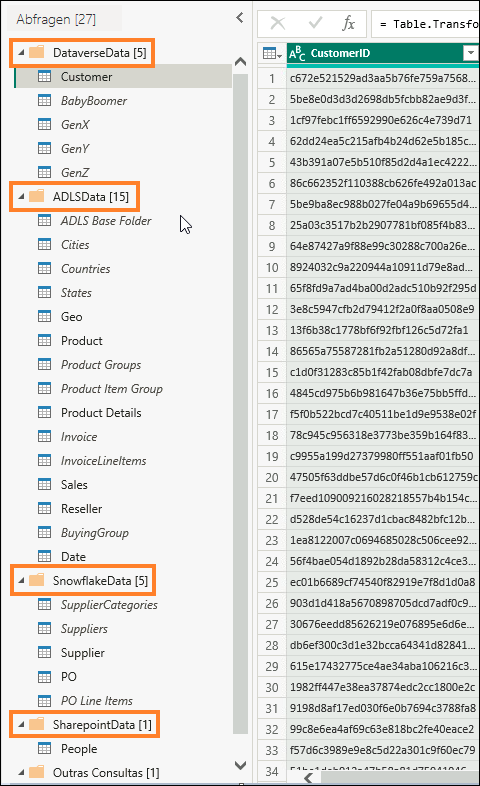 Abfragen [27]
DataverseData [5]
Customer
BabyBoomer
GenX
GenY
GenZ
ADLSData [15]
ADLS Base Folder
Cities
Countries
States
Geo
Product
Product Groups
Product Item Group
Product Details
Invoice
InvoiceLineItems
Sales
Reseller
BuyingGroup
Date
SnowflakeData [5]
SupplierCategories
Suppliers
Supplier
PO
PO Line Items
SharepointData [1]
People
Outras Consultas [1]
fx = Table.Transfo
ABC CustomerID
1 c672e521529ad3aa5b76fe759a7568...
2 5be8e0d3d3d2698db5fcbb82ae9d3f...
3 1cf97febc1ff6592990e626c4e739d71
4 62dd24ea5c215afb4b24d62e5b185c...
5 43b391a07e5b510f85d2d4a1ec4222...
6 86c662352f110388cb626fe492a013ac
7 5be9ba8ec988b027fe04a9b69655d4...
8 25a03c3517b2b2907781bf085f4b83...
9 64e87427a9f88e99c30288c700a26e...
10 8924032c9a220944a10911d79e8ad...
11 65f8fd9a7ad4ba00d2adc510b92f295d
12 3e8c5947cfb2d79412f2a0f8aa0508e9
13 13f6b38c1778bf6f92fbf126c5d72fa1
14 86565a75587281fb2a51280d92a8df...
15 c1d0f31283c85b1f42fab08dbfe7dc7a
16 4845cd975b6b981647b36e75bb5ffd...
17 f5f0b522bcd7c40511be1d9e9538e02f
18 78c945c956318e3773be359b164f83...
19 c9955a199d27379980ff551aaf01fb50
20 47505f63ddbe57d6c0f46b1cb612759c
21 f7eed109009216028218557b4b154c...
22 d528de54c16237d1cbac8482bfc12b...
23 1ea8122007c0694685028c506cee92...
24 56f4bae054d1892b28da58312c4ce3...
25 ec01b6689cf74540f82919e7f8d1d0a8
26 903d1d418a5670898705dcd7adf0c9...
27 30676eedd85626219e076895e6d6e...
28 db6ef300c3d1e32bcca64341d82841...
29 615e17432775ce4ae34aba106216c3...
30 1982ff447e38ea37874edc2cc1800e2c
31 9198d8af17ed030f6e0b7694c3788fa8
32 99c8e6ea4af69c63e818bc2fe40eace2
33 f57d6c3989e9e8c5d22a301c9f60ec79
34